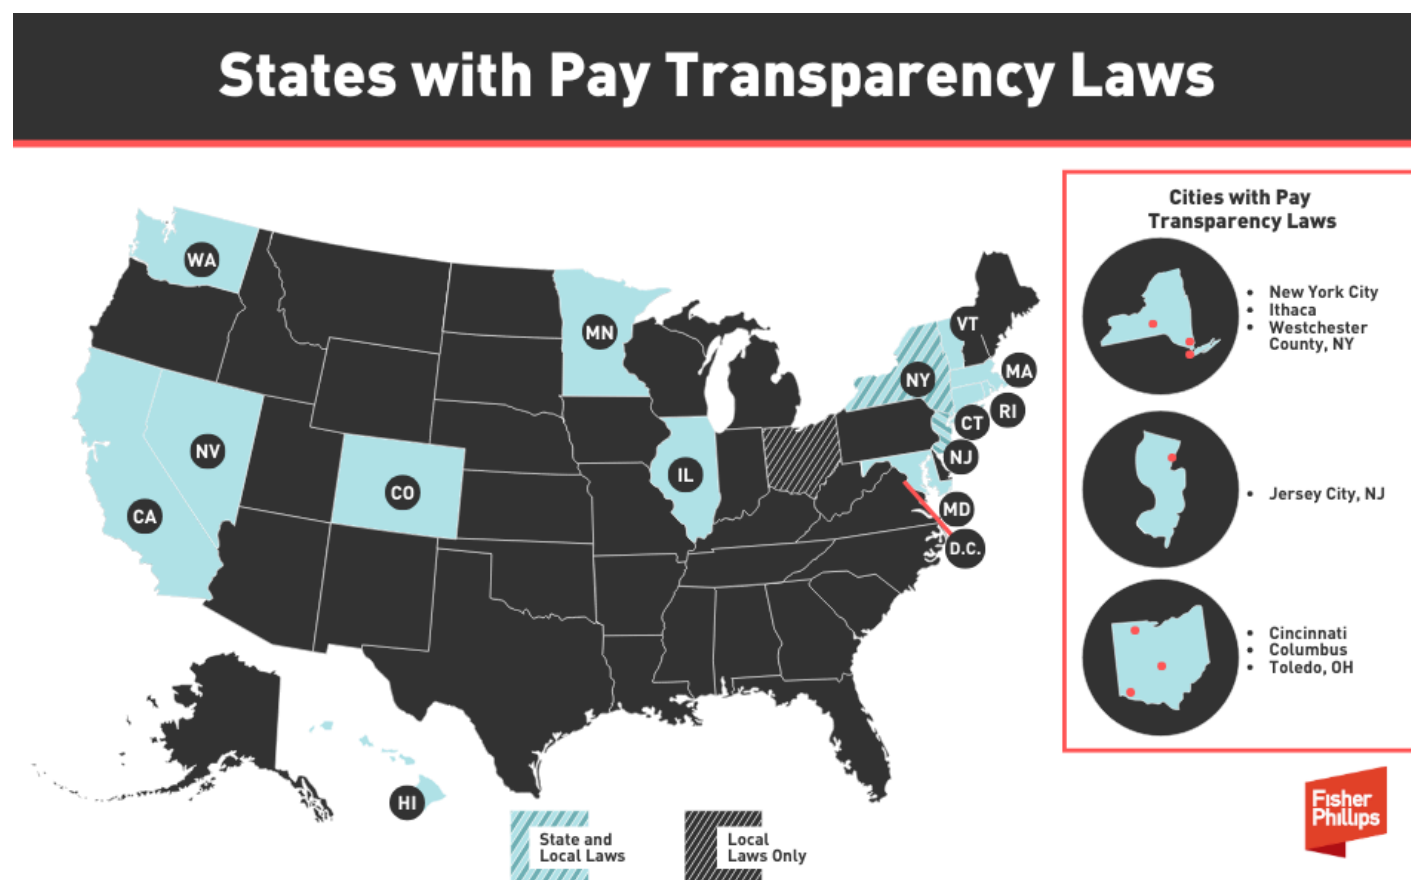 States with Pay Transparency Laws
Cities with Pay
Transparency Laws
• New York City
• Ithaca
• Westchester
County, NY
• Jersey City, NJ
• Cincinnati
• Columbus
• Toledo, OH
WA
MN
VT
NY
MA
RI
CT
NV
NJ
IL
CO
CA
MD
D.C.
HI
State and
Local Laws
Local
Laws Only
Fisher
Phillips